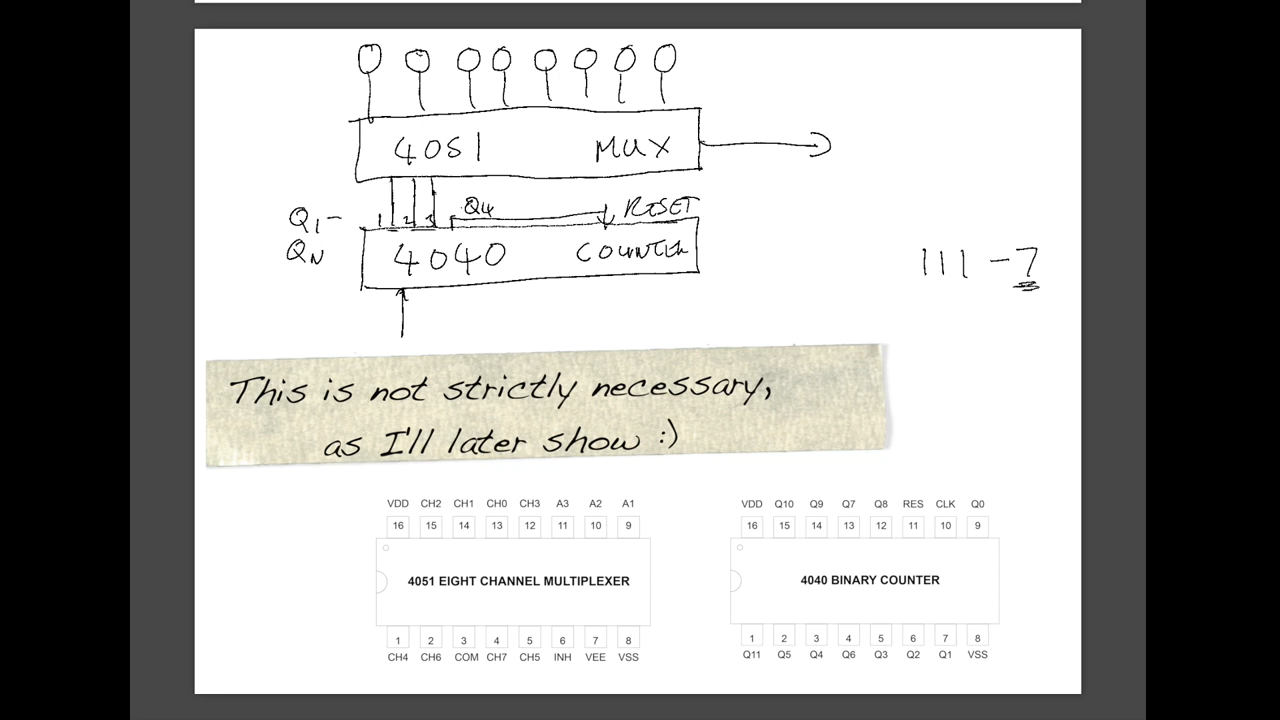 4051 MUX
Q1- 1 2 3 Q4 RESET
QN 4040 COUNTER
111 - 7
This is not strictly necessary,
as I'll later show :)
VDD CH2 CH1 CH0 CH3 A3 A2 A1
16 15 14 13 12 11 10 9
4051 EIGHT CHANNEL MULTIPLEXER
1 2 3 4 5 6 7 8
CH4 CH6 COM CH7 CH5 INH VEE VSS
VDD Q10 Q9 Q7 Q8 RES CLK Q0
16 15 14 13 12 11 10 9
4040 BINARY COUNTER
1 2 3 4 5 6 7 8
Q11 Q5 Q4 Q6 Q3 Q2 Q1 VSS